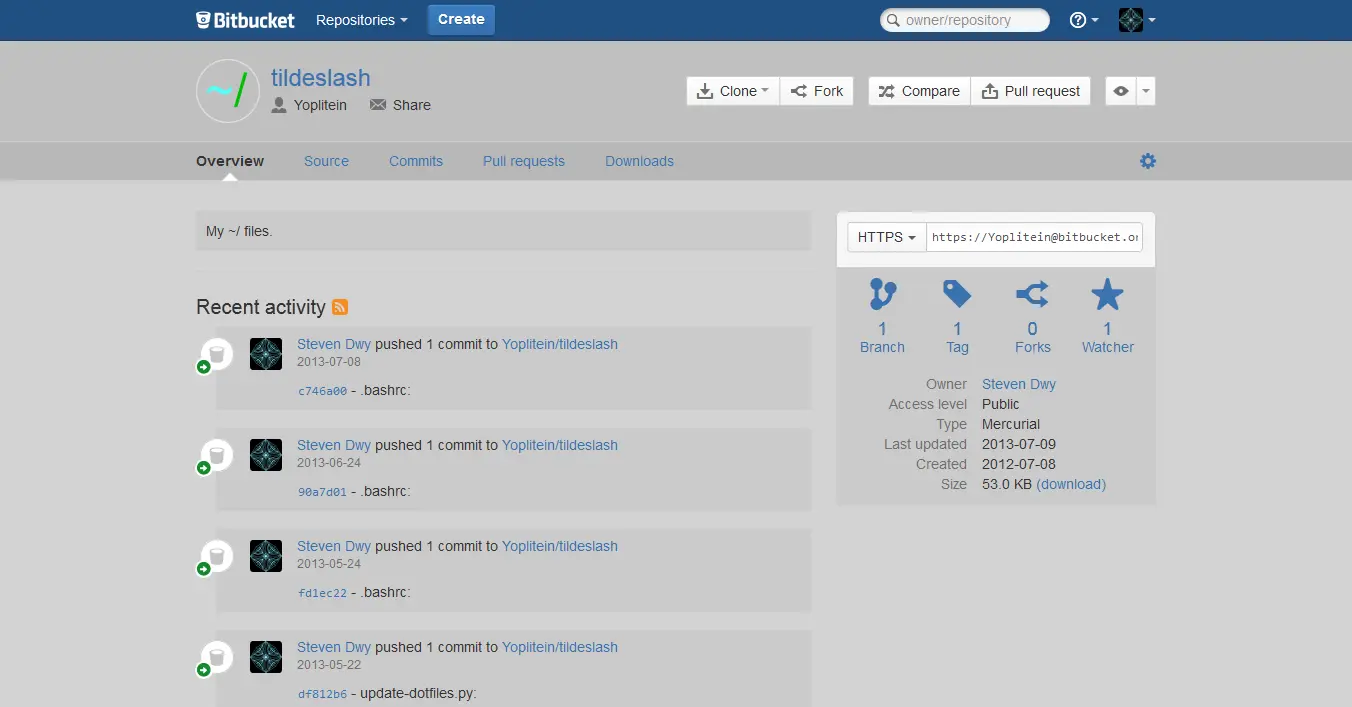 Bitbucket Repositories Create owner/repository
~/
tildeslash
Yoplitein Share
Clone Fork Compare Pull request
Overview Source Commits Pull requests Downloads
My ~/ files.
HTTPS https://Yoplitein@bitbucket.or
Recent activity
Steven Dwy pushed 1 commit to Yoplitein/tildeslash
2013-07-08
c746a00 - .bashrc:
Steven Dwy pushed 1 commit to Yoplitein/tildeslash
2013-06-24
90a7d01 - .bashrc:
Steven Dwy pushed 1 commit to Yoplitein/tildeslash
2013-05-24
fd1ec22 - .bashrc:
Steven Dwy pushed 1 commit to Yoplitein/tildeslash
2013-05-22
df812b6 - update-dotfiles.py:
1 1 0 1
Branch Tag Forks Watcher
Owner Steven Dwy
Access level Public
Type Mercurial
Last updated 2013-07-09
Created 2012-07-08
Size 53.0 KB (download)